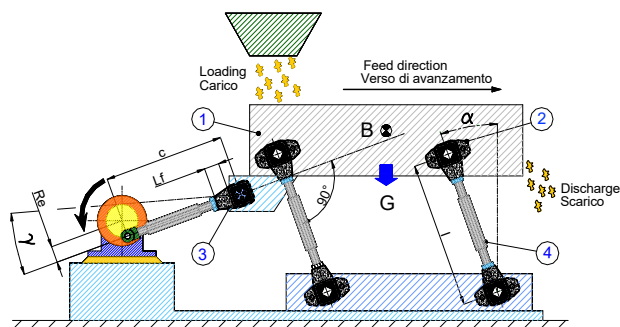 Loading
Carico
Feed direction
Verso di avanzamento
1
B
α
2
c
Lf
Re
γ
90°
G
l
Discharge
Scarico
3
4